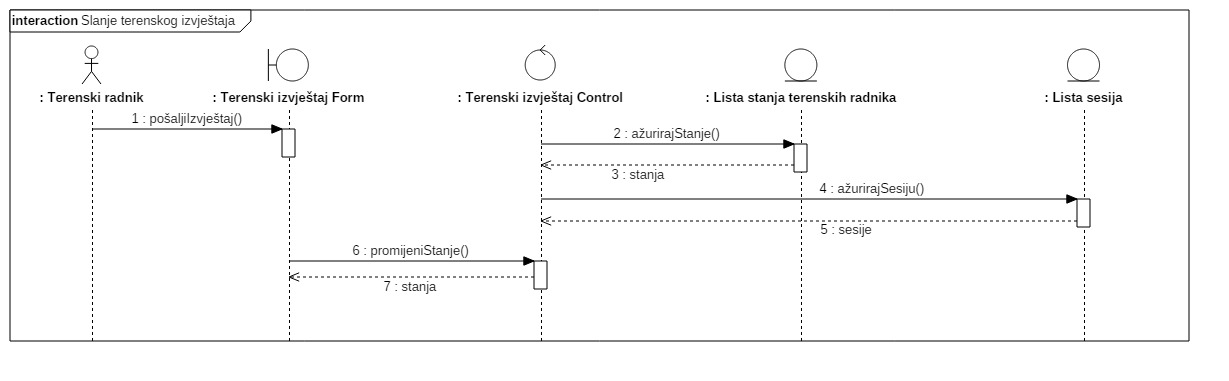 interaction Slanje terenskog izvještaja
: Terenski radnik
: Terenski izvještaj Form
: Terenski izvještaj Control
: Lista stanja terenskih radnika
: Lista sesija
1 : pošaljiIzvještaj()
2 : ažurirajStanje()
3 : stanja
4 : ažurirajSesiju()
5 : sesije
6 : promijeniStanje()
7 : stanja